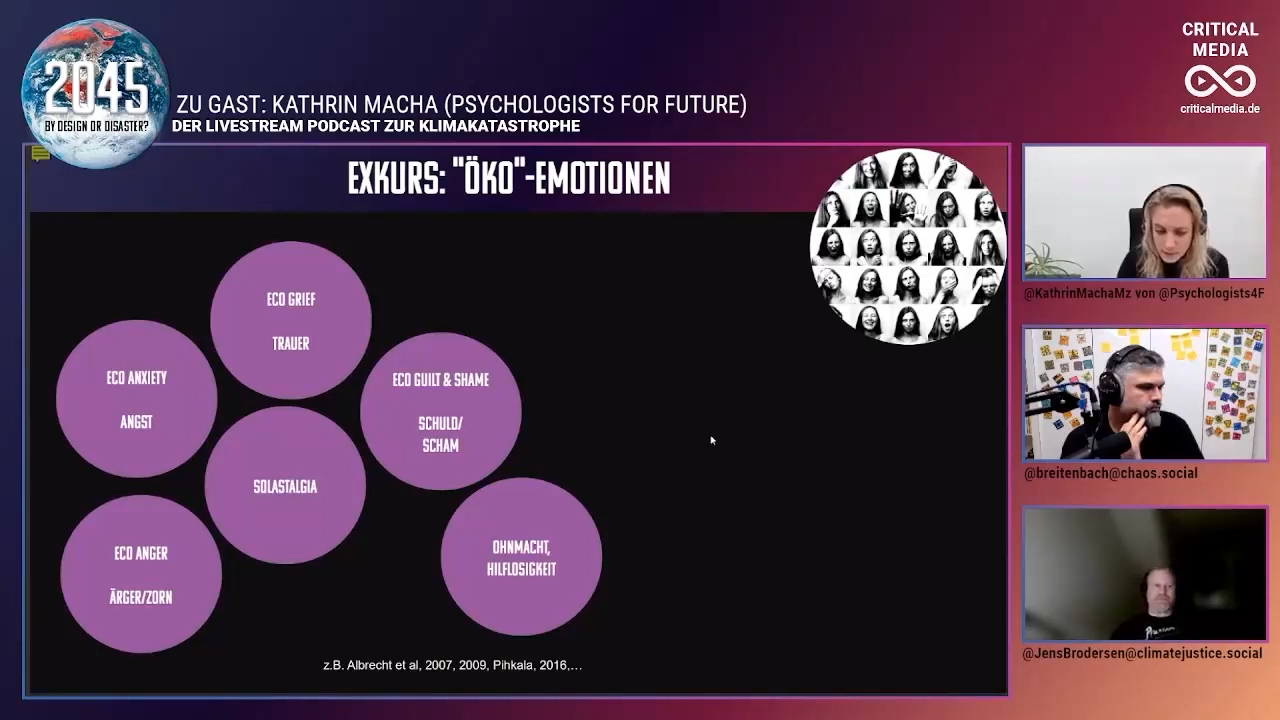 2045
BY DESIGN OR DISASTER?
ZU GAST: KATHRIN MACHA (PSYCHOLOGISTS FOR FUTURE)
DER LIVESTREAM PODCAST ZUR KLIMAKATASTROPHE
CRITICAL
MEDIA
criticalmedia.de
EXKURS: "ÖKO"-EMOTIONEN
ECO GRIEF
TRAUER
ECO ANXIETY
ANGST
ECO GUILT & SHAME
SCHULD/
SCHAM
SOLASTALGIA
ECO ANGER
ÄRGER/ZORN
OHNMACHT,
HILFLOSIGKEIT
z.B. Albrecht et al, 2007, 2009, Pihkala, 2016,...
@KathrinMachaMz von @Psychologists4F
@breitenbach@chaos.social
@JensBrodersen@climatejustice.social